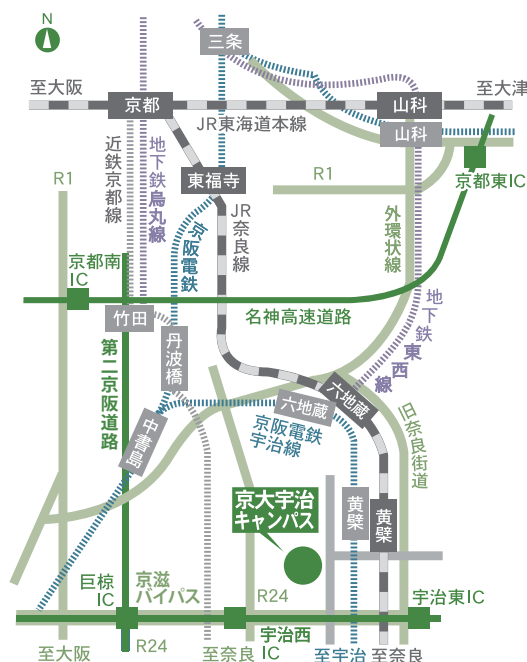 N
三条
至大阪
京都
山科
至大津
JR東海道本線
山科
近鉄京都線
地下鉄烏丸線
東福寺
京都東IC
R1
R1
JR奈良線
京阪電鉄
外環状線
京都南
IC
竹田
名神高速道路
地下鉄東西線
第二京阪道路
丹波橋
六地蔵
六地蔵
中書島
京阪電鉄
宇治線
旧奈良街道
京大宇治
キャンパス
黄檗
黄檗
巨椋
IC
京滋
バイパス
R24
宇治東IC
宇治西
IC
R24
至大阪
至奈良
至宇治
至奈良